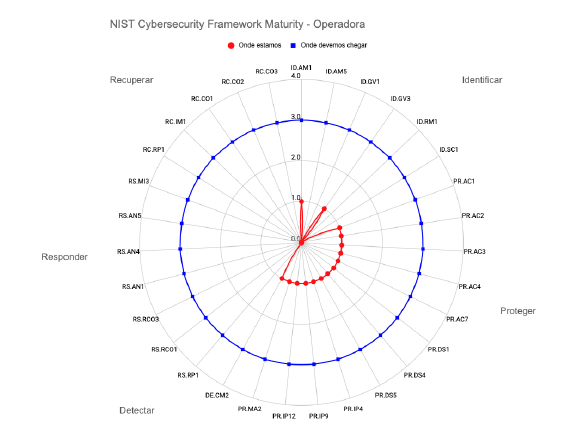 NIST Cybersecurity Framework Maturity - Operadora
Onde estamos
Onde devemos chegar
Recuperar
Identificar
RC.CO3
ID.AM1
ID.AM5
RC.CO2
4.0
ID.GV1
RC.CO1
ID.GV3
RC.IM1
3.0
ID.RM1
RC.RP1
2.0
ID.SC1
RS.MI3
PR.AC1
1.0
RS.AN5
PR.AC2
0.0
RS.AN4
PR.AC3
Responder
RS.AN1
PR.AC4
Proteger
RS.RCO3
PR.AC7
RS.RCO1
PR.DS1
RS.RP1
PR.DS4
DE.CM2
PR.DS5
PR.MA2
PR.IP4
PR.IP12
PR.IP9
Detectar